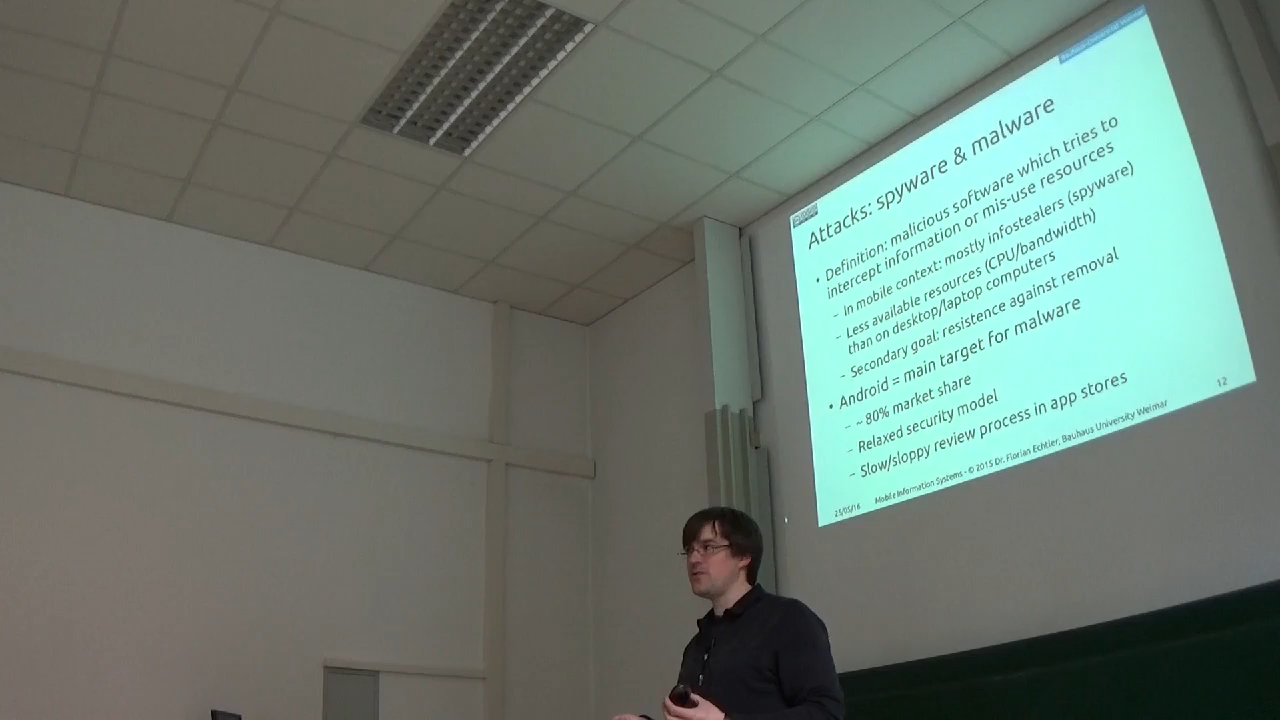 Attacks: spyware & malware
• Definition: malicious software which tries to
intercept information or mis-use resources
– In mobile context: mostly infostealers (spyware)
– Less available resources (CPU/bandwidth)
than on desktop/laptop computers
– Secondary goal: resistence against removal
• Android = main target for malware
– ~ 80% market share
– Relaxed security model
– Slow/sloppy review process in app stores
12
23/05/16 Mobile Information Systems - © 2015 Dr. Florian Echtler, Bauhaus University Weimar